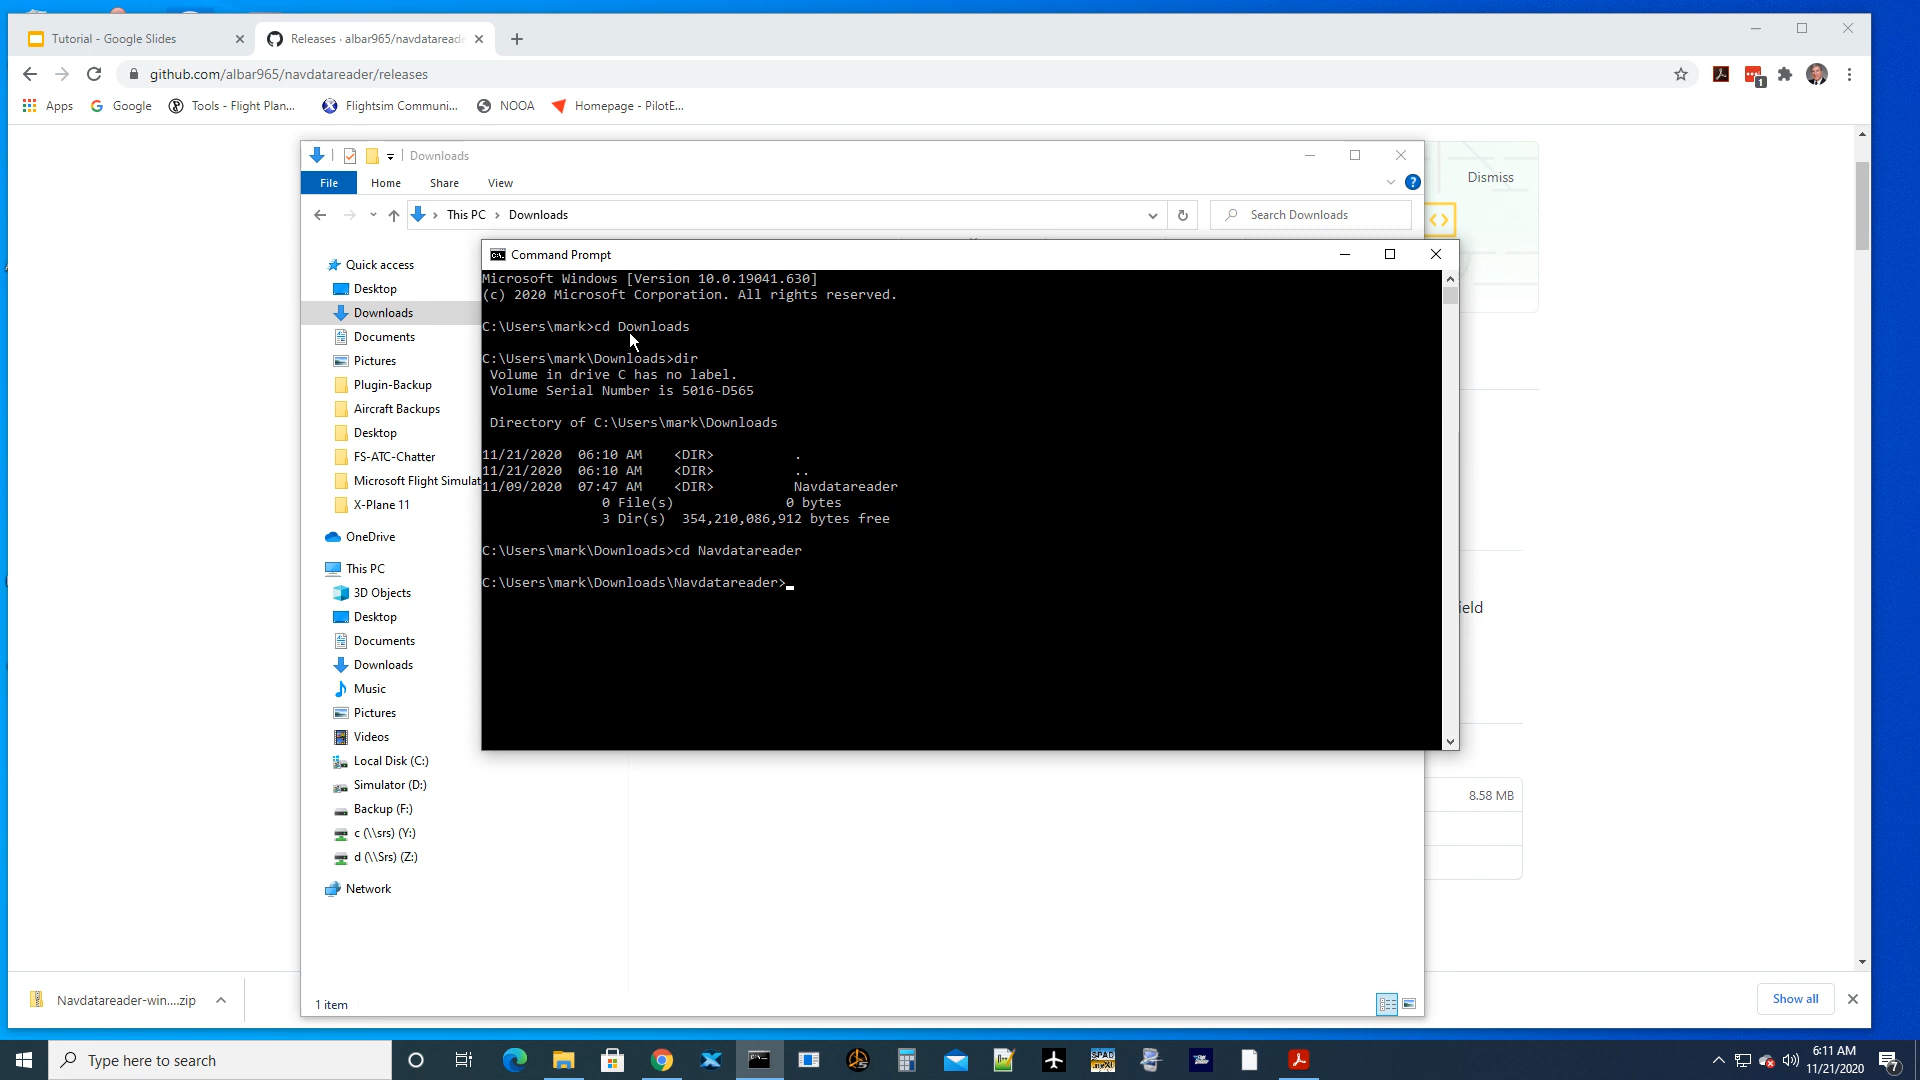 Tutorial - Google Slides
Releases · albar965/navdatareade
github.com/albar965/navdatareader/releases
1
Apps
Google
Tools - Flight Plan...
Flightsim Communi...
NOOA
Homepage - PilotE...
Dismiss
Downloads
File
Home
Share
View
This PC
Downloads
Search Downloads
Quick access
Desktop
Downloads
Documents
Pictures
Plugin-Backup
Aircraft Backups
Desktop
FS-ATC-Chatter
Microsoft Flight Simulat
X-Plane 11
OneDrive
This PC
3D Objects
Desktop
Documents
Downloads
Music
Pictures
Videos
Local Disk (C:)
Simulator (D:)
Backup (F:)
c (\\srs) (Y:)
d (\\Srs) (Z:)
Network
1 item
Command Prompt
Microsoft Windows [Version 10.0.19041.630]
(c) 2020 Microsoft Corporation. All rights reserved.
C:\Users\mark>cd Downloads
C:\Users\mark\Downloads>dir
Volume in drive C has no label.
Volume Serial Number is 5016-D565
Directory of C:\Users\mark\Downloads
11/21/2020  06:10 AM    <DIR>          .
11/21/2020  06:10 AM    <DIR>          ..
11/09/2020  07:47 AM    <DIR>          Navdatareader
0 File(s)              0 bytes
3 Dir(s)  354,210,086,912 bytes free
C:\Users\mark\Downloads>cd Navdatareader
C:\Users\mark\Downloads\Navdatareader>
ield
8.58 MB
Navdatareader-win....zip
Show all
Type here to search
6:11 AM
11/21/2020
7